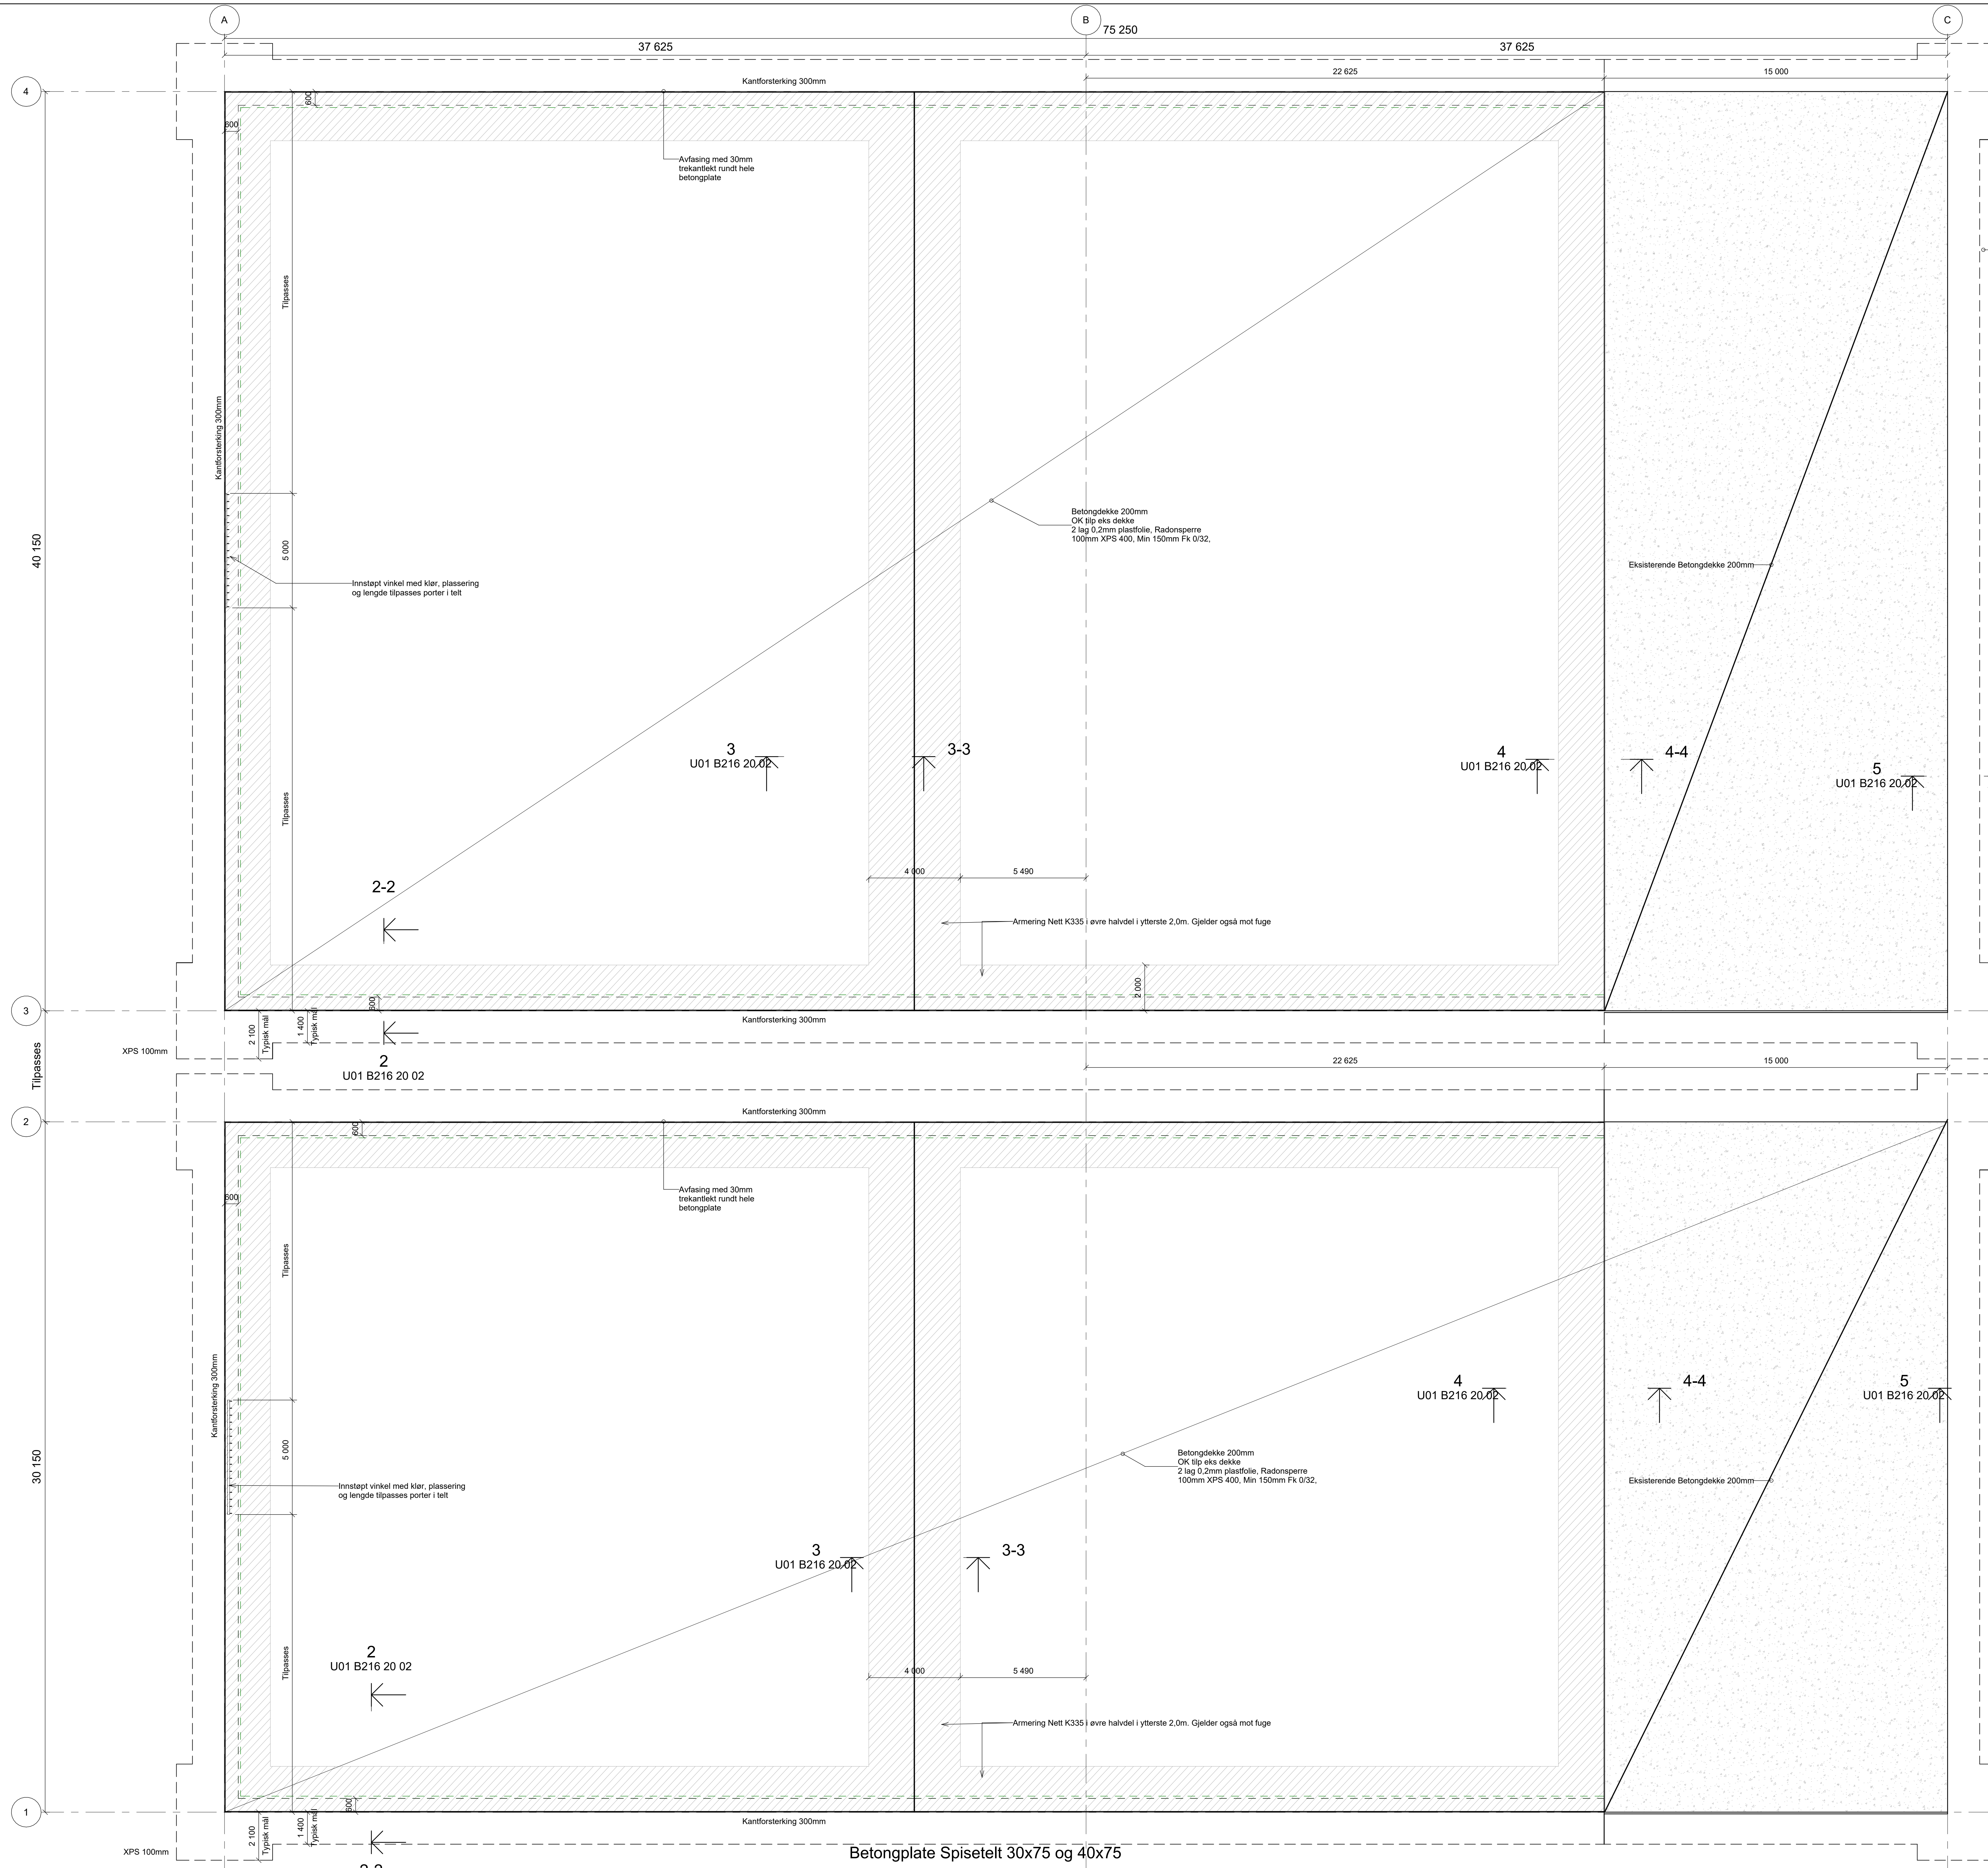 A
B
C
75 250
37 625
37 625
22 625
15 000
4
Kantforsterking 300mm
600
600
Avfasing med 30mm
trekantlekt rundt hele
betongplate
Tilpasses
Kantforsterking 300mm
40 150
5 000
Betongdekke 200mm
OK tilp eks dekke
2 lag 0,2mm plastfolie, Radonsperre
100mm XPS 400, Min 150mm Fk 0/32,
Eksisterende Betongdekke 200mm
Innstøpt vinkel med klør, plassering
og lengde tilpasses porter i telt
3
U01 B216 20 02
3-3
4
U01 B216 20 02
4-4
5
U01 B216 20 02
Tilpasses
2-2
4 000
5 490
Armering Nett K335 i øvre halvdel i ytterste 2,0m. Gjelder også mot fuge
2 000
600
3
Kantforsterking 300mm
2 100
Typisk mål
1 400
Typisk mål
XPS 100mm
2
U01 B216 20 02
Tilpasses
22 625
15 000
2
Kantforsterking 300mm
600
600
Avfasing med 30mm
trekantlekt rundt hele
betongplate
Tilpasses
Kantforsterking 300mm
30 150
5 000
4
U01 B216 20 02
4-4
5
U01 B216 20 02
Betongdekke 200mm
OK tilp eks dekke
2 lag 0,2mm plastfolie, Radonsperre
100mm XPS 400, Min 150mm Fk 0/32,
Eksisterende Betongdekke 200mm
Innstøpt vinkel med klør, plassering
og lengde tilpasses porter i telt
3
U01 B216 20 02
3-3
2
U01 B216 20 02
Tilpasses
4 000
5 490
Armering Nett K335 i øvre halvdel i ytterste 2,0m. Gjelder også mot fuge
600
1
Kantforsterking 300mm
2 100
Typisk mål
1 400
Typisk mål
XPS 100mm
Betongplate Spisetelt 30x75 og 40x75